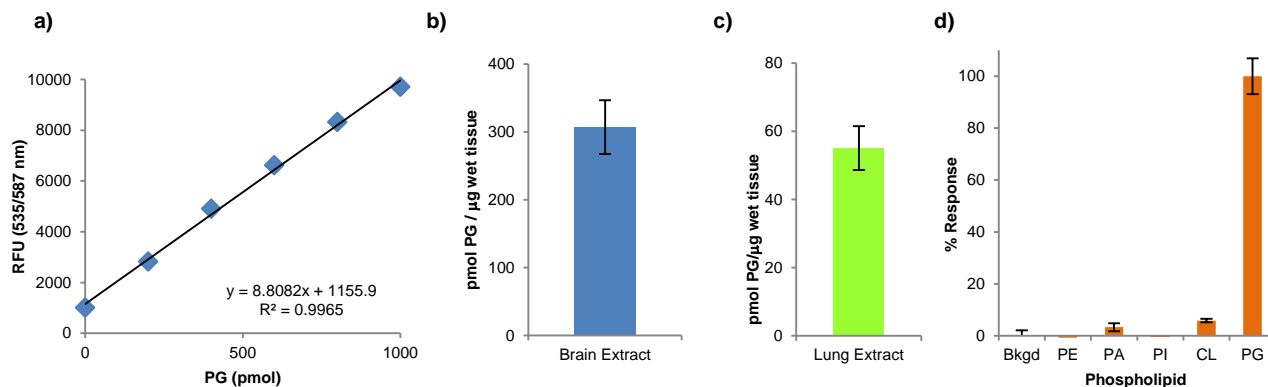 a)
RFU (535/587 nm)
10000
8000
6000
4000
2000
0
0
500
1000
y = 8.8082x + 1155.9
R² = 0.9965
PG (pmol)
b)
pmol PG / µg wet tissue
400
300
200
100
0
Brain Extract
c)
pmol PG/µg wet tissue
80
60
40
20
0
Lung Extract
d)
% Response
100
80
60
40
20
0
Bkgd PE PA PI CL PG
Phospholipid